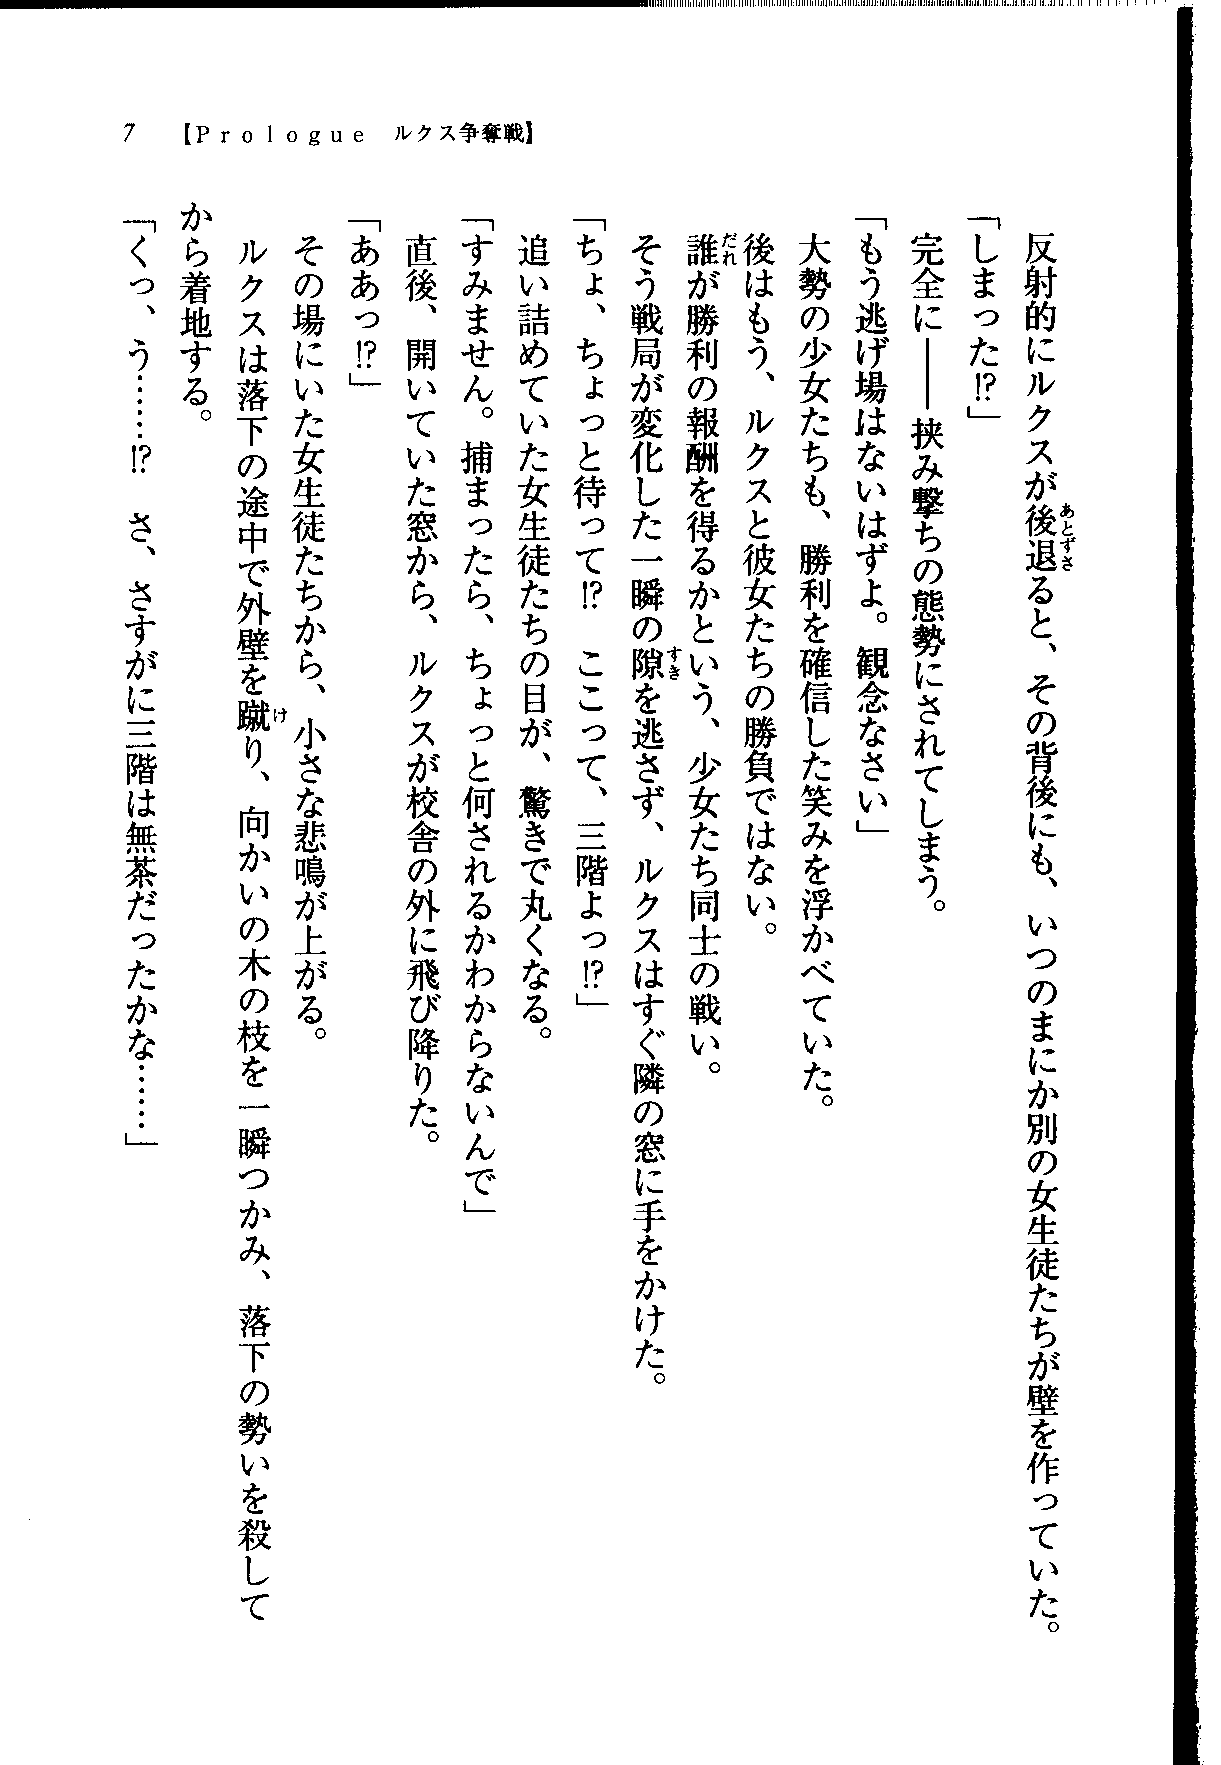 7　【Prologue　ルクス争奪戦】
　反射的にルクスが後退ると、その背後にも、いつのまにか別の女生徒たちが壁を作っていた。
あとずさ
「しまった!?」
　完全に――挟み撃ちの態勢にされてしまう。
「もう逃げ場はないはずよ。観念なさい」
　大勢の少女たちも、勝利を確信した笑みを浮かべていた。
　後はもう、ルクスと彼女たちの勝負ではない。
　誰が勝利の報酬を得るかという、少女たち同士の戦い。
だれ
　そう戦局が変化した一瞬の隙を逃さず、ルクスはすぐ隣の窓に手をかけた。
すき
「ちょ、ちょっと待って!?　ここって、三階よっ!?」
　追い詰めていた女生徒たちの目が、驚きで丸くなる。
「すみません。捕まったら、ちょっと何されるかわからないんで」
　直後、開いていた窓から、ルクスが校舎の外に飛び降りた。
「ああっ!?」
　その場にいた女生徒たちから、小さな悲鳴が上がる。
　ルクスは落下の途中で外壁を蹴り、向かいの木の枝を一瞬つかみ、落下の勢いを殺して
け
から着地する。
「くっ、う……!?　さ、さすがに三階は無茶だったかな……」